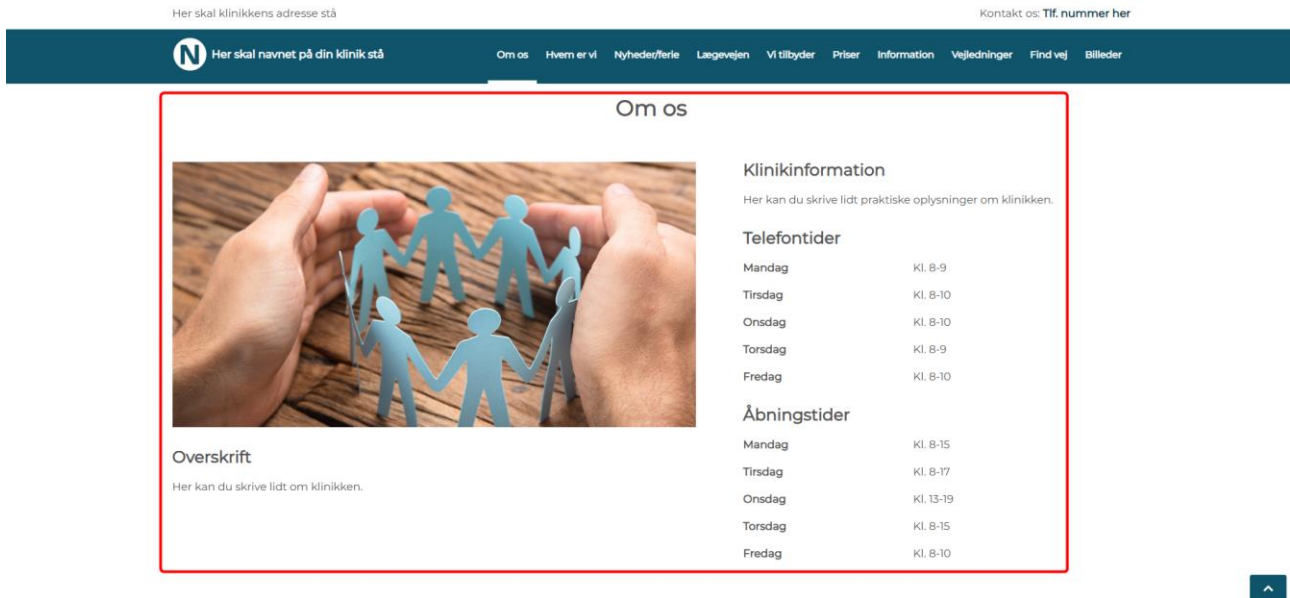 Her skal klinikkens adresse stå
Kontakt os: Tlf. nummer her
N Her skal navnet på din klinik stå
Om os Hvem er vi Nyheder/ferie Lægevejen Vi tilbyder Priser Information Vejledninger Find vej Billeder
Om os
Overskrift
Her kan du skrive lidt om klinikken.
Klinikinformation
Her kan du skrive lidt praktiske oplysninger om klinikken.
Telefontider
Mandag Kl. 8-9
Tirsdag Kl. 8-10
Onsdag Kl. 8-10
Torsdag Kl. 8-9
Fredag Kl. 8-10
Åbningstider
Mandag Kl. 8-15
Tirsdag Kl. 8-17
Onsdag Kl. 13-19
Torsdag Kl. 8-15
Fredag Kl. 8-10